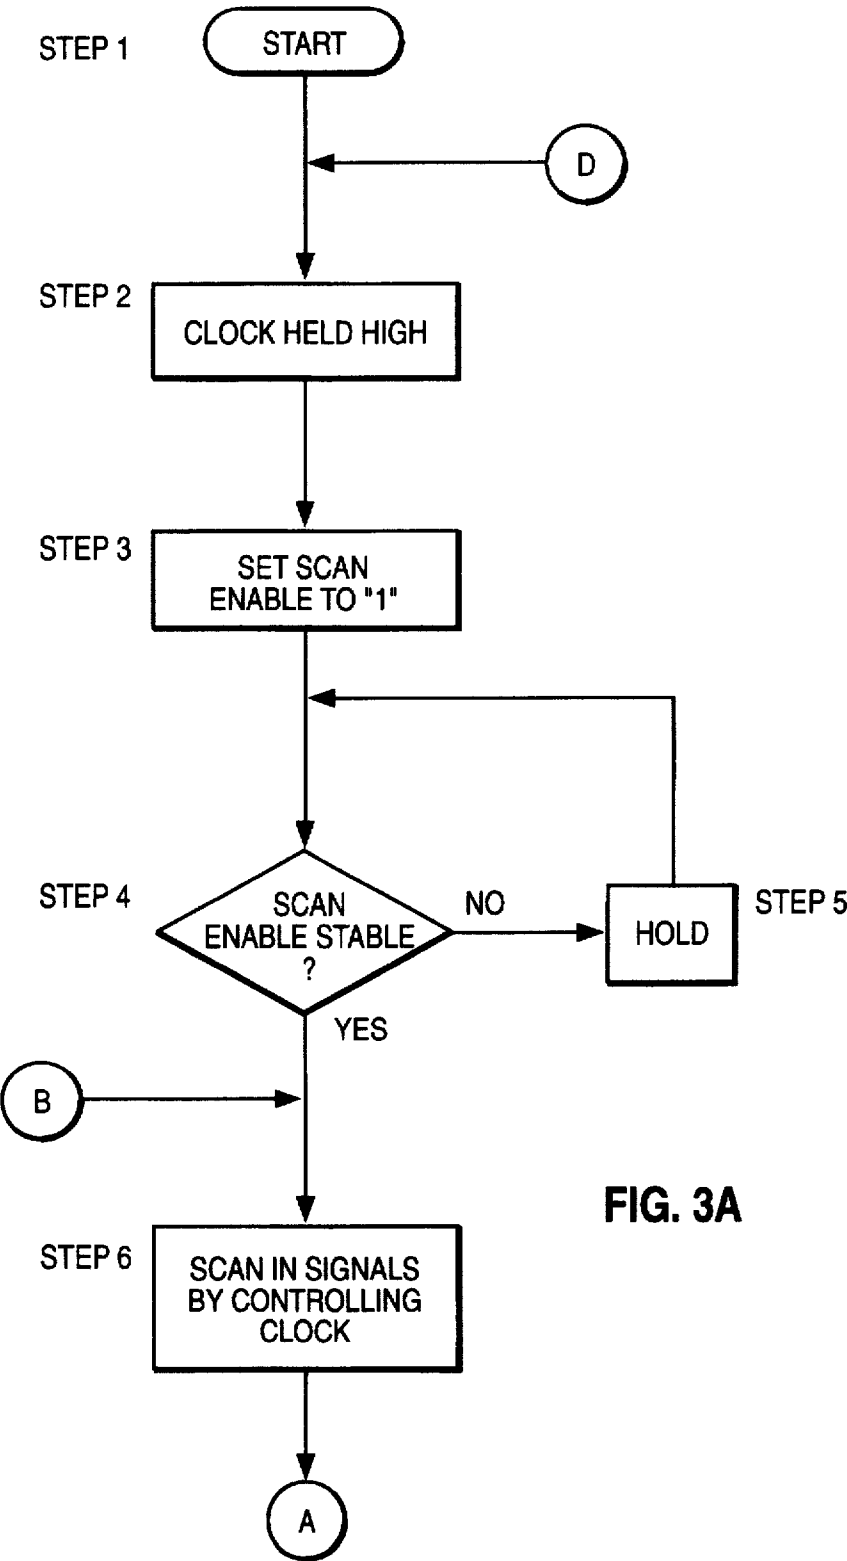 STEP 1
START
D
STEP 2
CLOCK HELD HIGH
STEP 3
SET SCAN
ENABLE TO "1"
STEP 4
SCAN
ENABLE STABLE
?
NO
HOLD
STEP 5
YES
B
FIG. 3A
STEP 6
SCAN IN SIGNALS
BY CONTROLLING
CLOCK
A